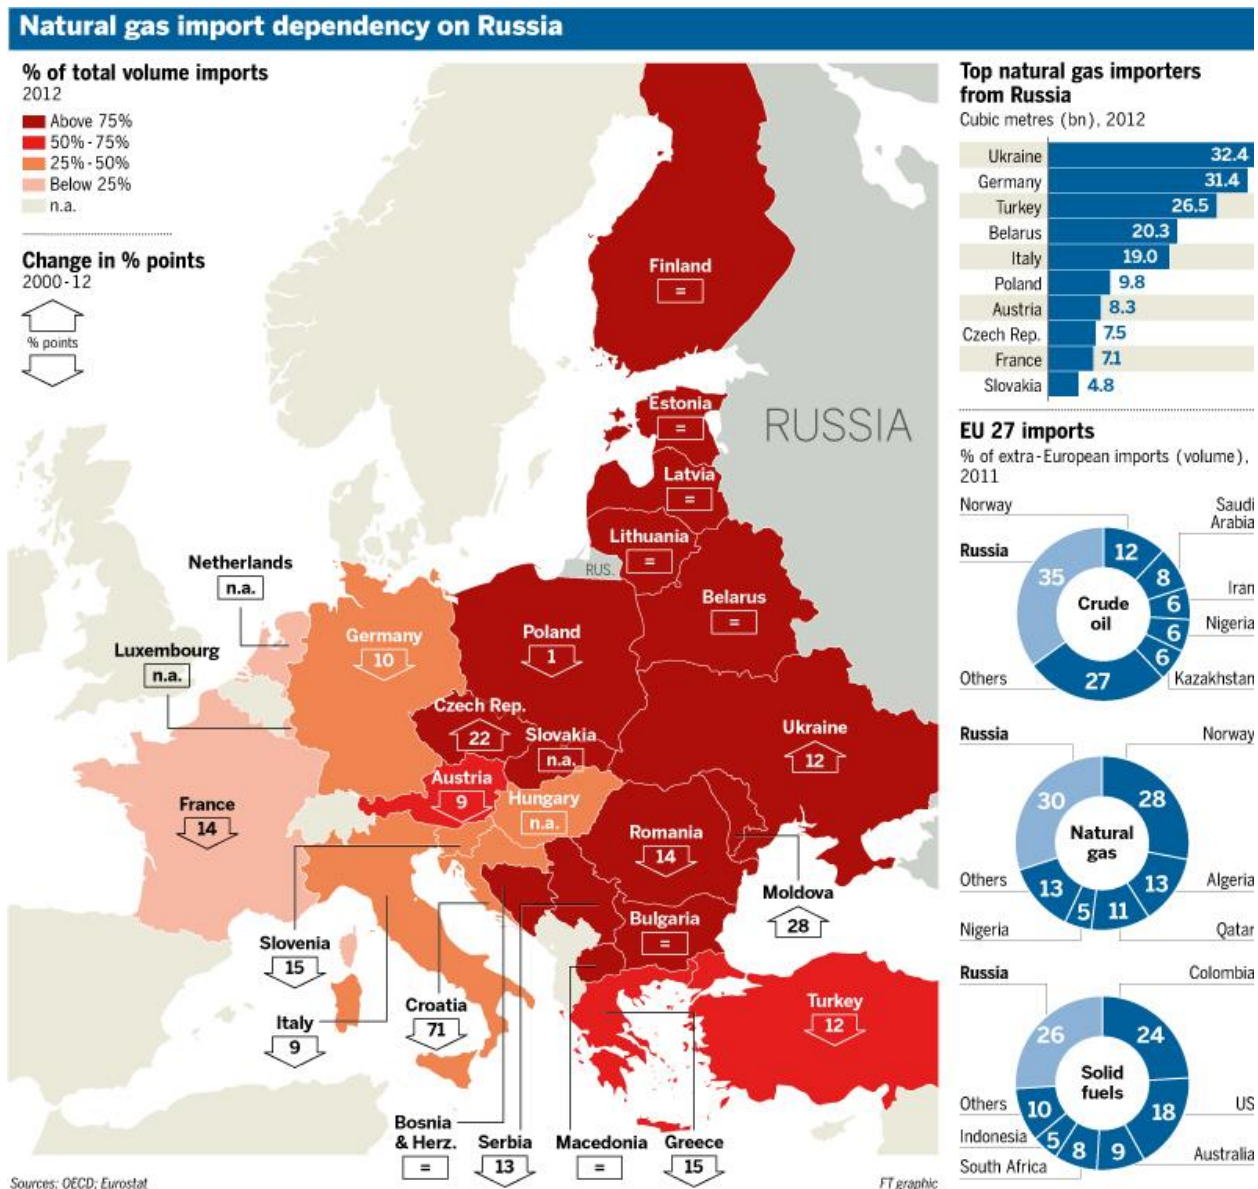 Natural gas import dependency on Russia
% of total volume imports
2012
Above 75%
50%-75%
25%-50%
Below 25%
n.a.
Change in % points
2000-12
% points
Finland
=
Estonia
=
Latvia
=
Lithuania
=
RUSSIA
RUS.
Belarus
=
Netherlands
n.a.
Luxembourg
n.a.
Germany
10
Poland
1
Czech Rep.
22
Slovakia
n.a.
Ukraine
12
Austria
9
Hungary
n.a.
France
14
Romania
14
Moldova
28
Bulgaria
=
Slovenia
15
Italy
9
Croatia
71
Turkey
12
Bosnia
& Herz.
=
Serbia
13
Macedonia
=
Greece
15
Sources: OECD; Eurostat
FT graphic
Top natural gas importers
from Russia
Cubic metres (bn), 2012
Ukraine 32.4
Germany 31.4
Turkey 26.5
Belarus 20.3
Italy 19.0
Poland 9.8
Austria 8.3
Czech Rep. 7.5
France 7.1
Slovakia 4.8
EU 27 imports
% of extra-European imports (volume),
2011
Crude
oil
Norway
12
Saudi
Arabia
8
Iran
6
Nigeria
6
Kazakhstan
6
Others
27
Russia
35
Natural
gas
Norway
28
Algeria
13
Qatar
11
Nigeria
5
Others
13
Russia
30
Solid
fuels
Colombia
24
US
18
Australia
9
South Africa
8
Indonesia
5
Others
10
Russia
26